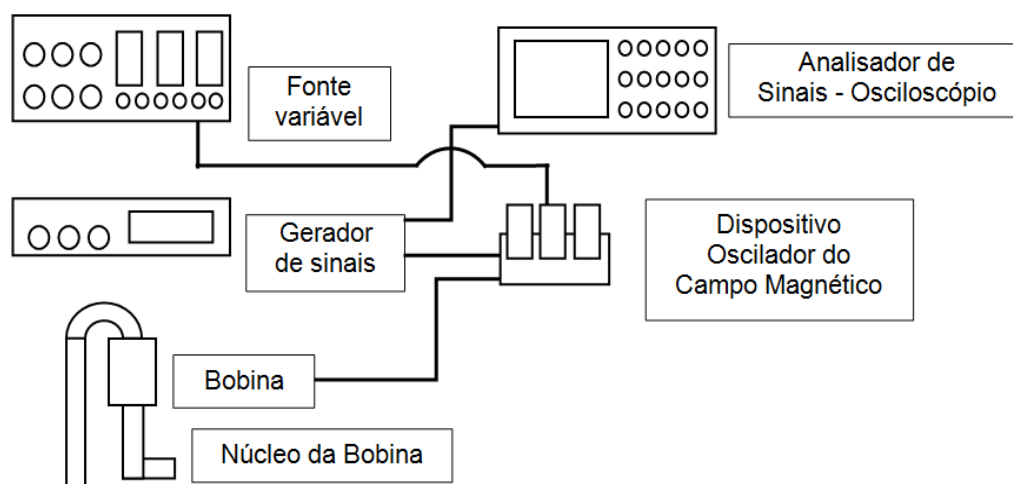 Fonte
variável
Analisador de
Sinais - Osciloscópio
Gerador
de sinais
Dispositivo
Oscilador do
Campo Magnético
Bobina
Núcleo da Bobina